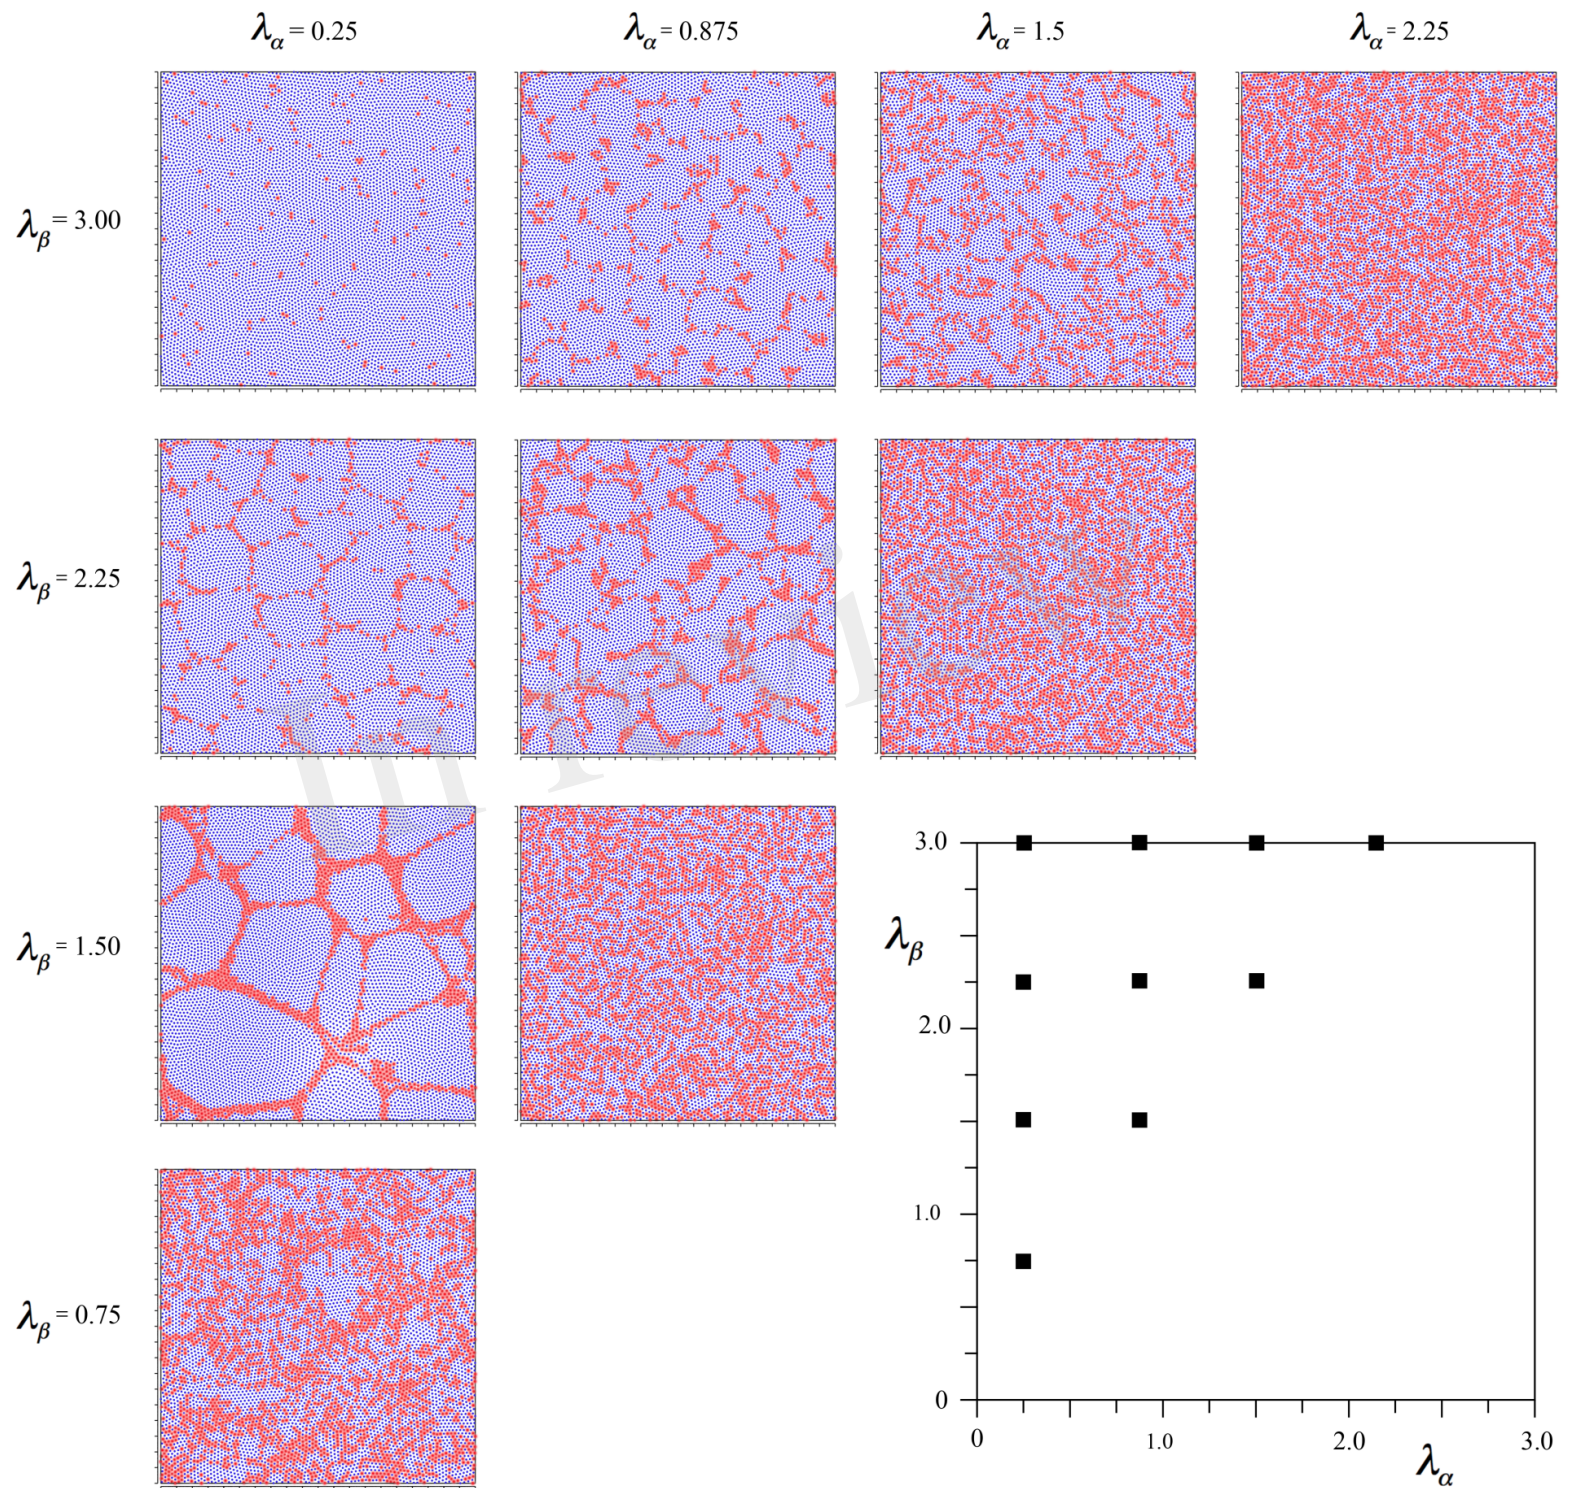 λα = 0.25
λα = 0.875
λα = 1.5
λα = 2.25
λβ = 3.00
λβ = 2.25
λβ = 1.50
λβ = 0.75
3.0
2.0
1.0
0
λβ
0
1.0
2.0
3.0
λα